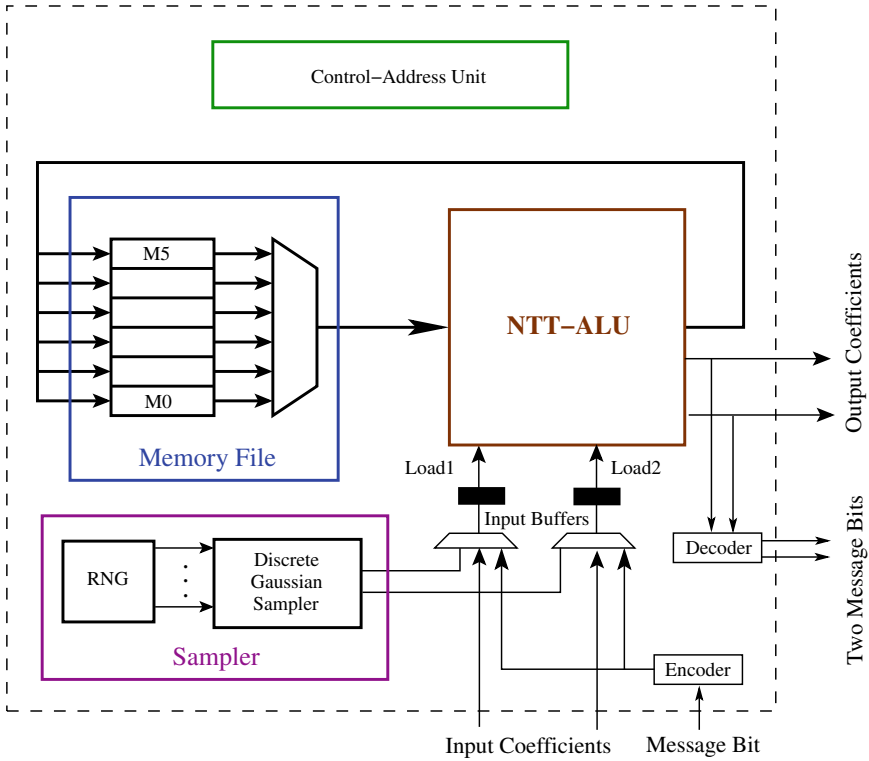 Control−Address Unit
M5
M0
Memory File
NTT−ALU
Load1
Load2
Input Buffers
RNG
Discrete
Gaussian
Sampler
Sampler
Decoder
Encoder
Input Coefficients
Message Bit
Output Coefficients
Two Message Bits